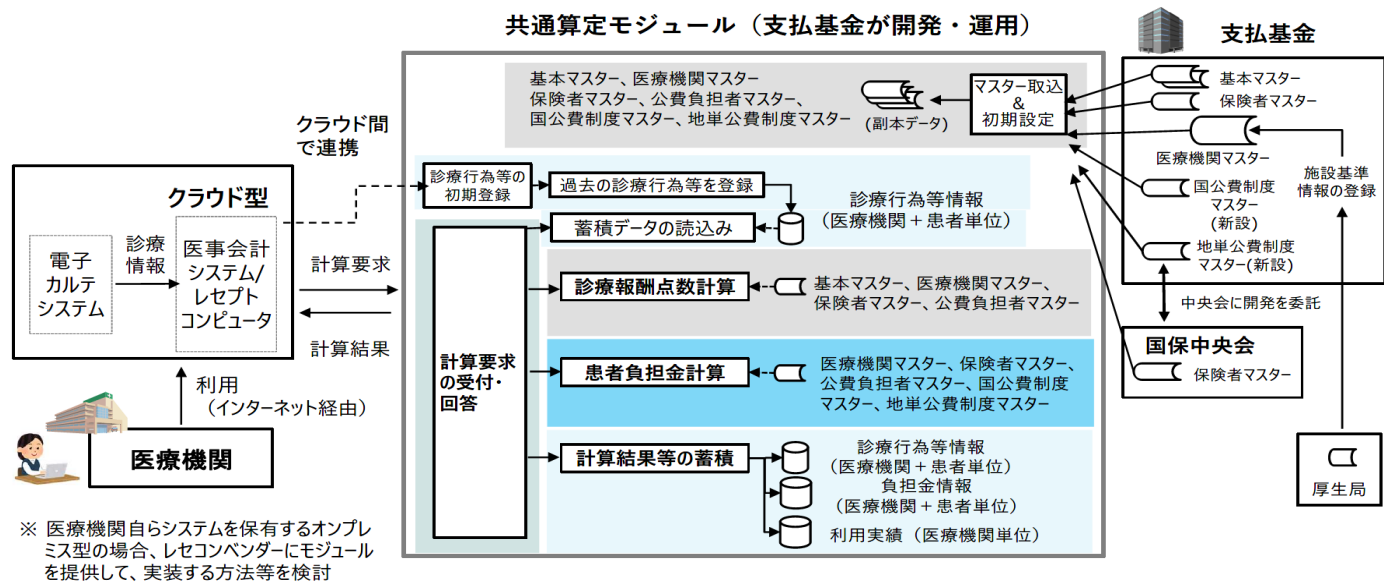 共通算定モジュール（支払基金が開発・運用）
支払基金
基本マスター、医療機関マスター
保険者マスター、公費負担者マスター、
国公費制度マスター、地単公費制度マスター
(副本データ)
マスター取込
＆
初期設定
基本マスター
保険者マスター
医療機関マスター
国公費制度
マスター
(新設)
地単公費制度
マスター(新設)
施設基準
情報の登録
クラウド間
で連携
クラウド型
電子
カルテ
システム
診療
情報
医事会計
システム/
レセプト
コンピュータ
計算要求
計算結果
診療行為等の
初期登録
過去の診療行為等を登録
蓄積データの読込み
診療行為等情報
（医療機関＋患者単位）
計算要求
の受付・
回答
診療報酬点数計算
基本マスター、医療機関マスター、
保険者マスター、公費負担者マスター
患者負担金計算
医療機関マスター、保険者マスター、
公費負担者マスター、国公費制度
マスター、地単公費制度マスター
計算結果等の蓄積
診療行為等情報
（医療機関＋患者単位）
負担金情報
（医療機関＋患者単位）
利用実績（医療機関単位）
中央会に開発を委託
国保中央会
保険者マスター
厚生局
利用
（インターネット経由）
医療機関
※ 医療機関自らシステムを保有するオンプレ
ミス型の場合、レセコンベンダーにモジュール
を提供して、実装する方法等を検討